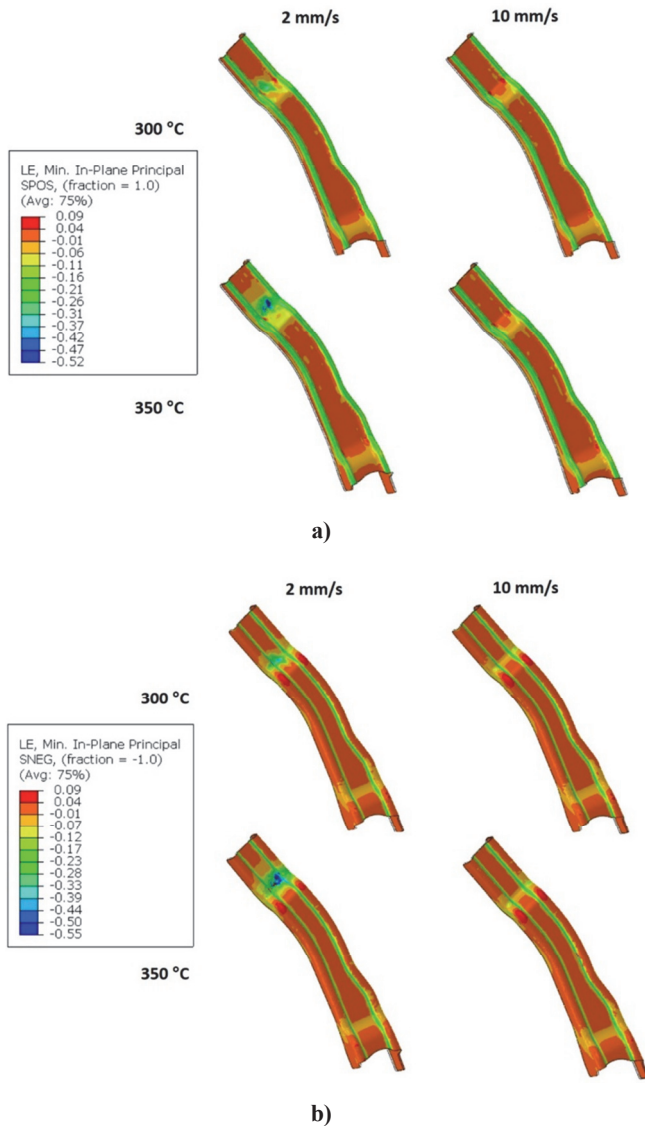 2 mm/s 10 mm/s
300 °C
LE, Min. In-Plane Principal
SPOS, (fraction = 1.0)
(Avg: 75%)
0.09
0.04
-0.01
-0.06
-0.11
-0.16
-0.21
-0.26
-0.31
-0.37
-0.42
-0.47
-0.52
350 °C
a)
2 mm/s 10 mm/s
300 °C
LE, Min. In-Plane Principal
SNEG, (fraction = -1.0)
(Avg: 75%)
0.09
0.04
-0.01
-0.07
-0.12
-0.17
-0.23
-0.28
-0.33
-0.39
-0.44
-0.50
-0.55
350 °C
b)